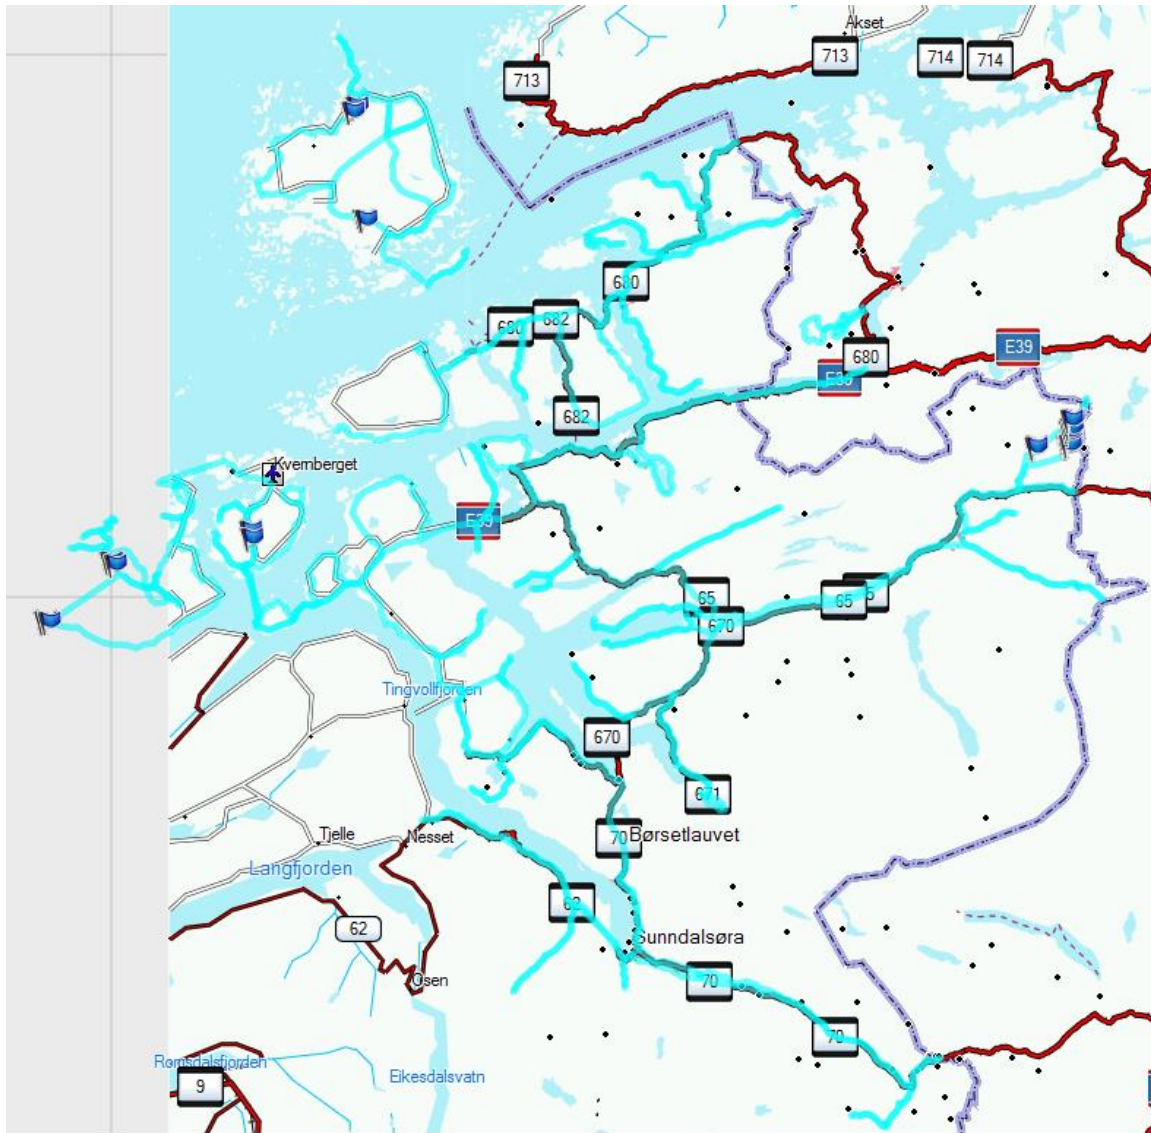 Akset
713
714
714
713
680
680
682
E39
680
682
Kvernberget
E39
65
65
670
Tingvollfjorden
670
671
70
Børsetlauvet
Tjelle
Nesset
Langfjorden
62
62
Sunndalsøra
Osen
70
70
Romsdalsfjorden
Eikesdalsvatn
9